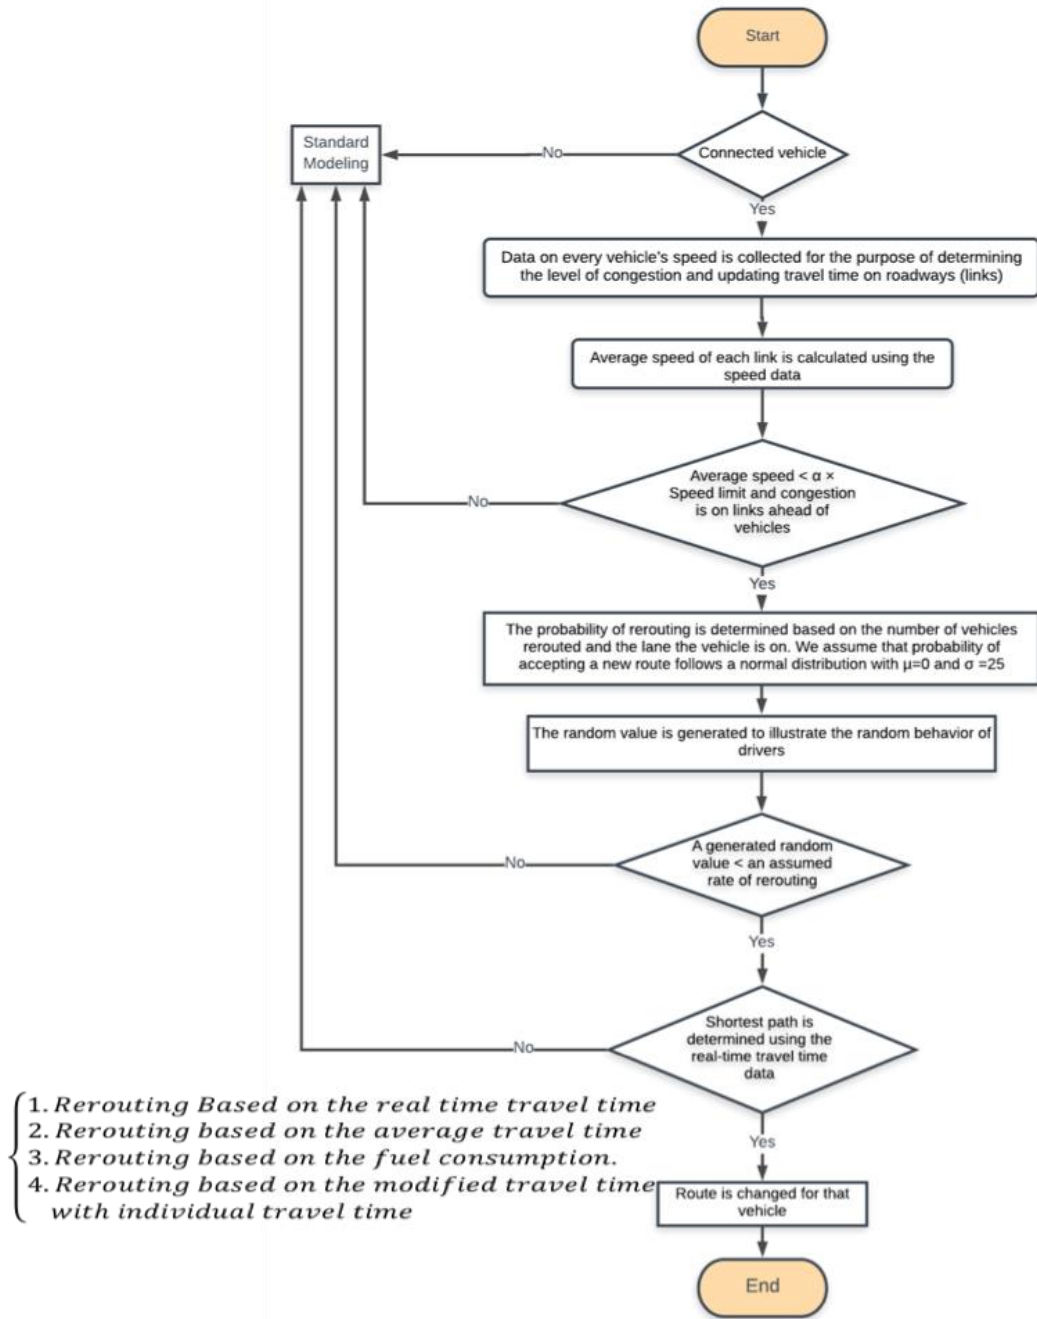 Start
Connected vehicle
No
Standard
Modeling
Yes
Data on every vehicle's speed is collected for the purpose of determining
the level of congestion and updating travel time on roadways (links)
Average speed of each link is calculated using the
speed data
Average speed < α ×
Speed limit and congestion
is on links ahead of
vehicles
No
Yes
The probability of rerouting is determined based on the number of vehicles
rerouted and the lane the vehicle is on. We assume that probability of
accepting a new route follows a normal distribution with μ=0 and σ =25
The random value is generated to illustrate the random behavior of
drivers
A generated random
value < an assumed
rate of rerouting
No
Yes
Shortest path is
determined using the
real-time travel time
data
No
1. Rerouting Based on the real time travel time
2. Rerouting based on the average travel time
3. Rerouting based on the fuel consumption.
4. Rerouting based on the modified travel time
with individual travel time
Yes
Route is changed for that
vehicle
End